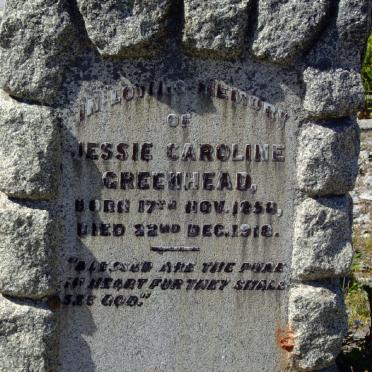 IN LOVING MEMORY
OF
JESSIE CAROLINE
GREENHEAD,
BORN 17TH NOV. 1858,
DIED 22ND DEC. 1918.
"BLESSED ARE THE PURE
IN HEART FOR THEY SHALL
SEE GOD."